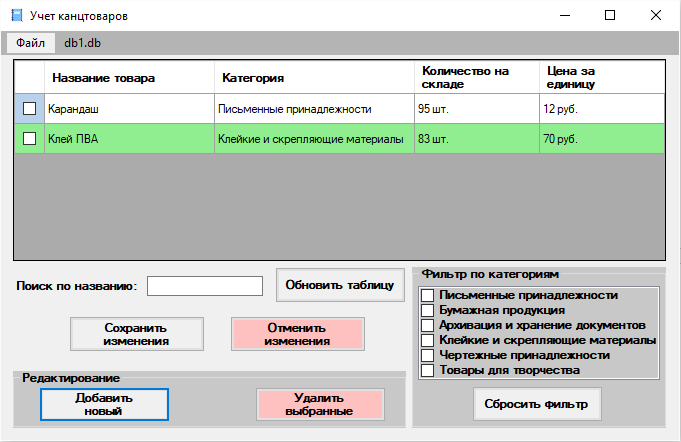 Учет канцтоваров
Файл db1.db
Название товара Категория Количество на складе Цена за единицу
Карандаш Письменные принадлежности 95 шт. 12 руб.
Клей ПВА Клейкие и скрепляющие материалы 83 шт. 70 руб.
Поиск по названию:
Обновить таблицу
Сохранить
изменения
Отменить
изменения
Редактирование
Добавить
новый
Удалить
выбранные
Фильтр по категориям
Письменные принадлежности
Бумажная продукция
Архивация и хранение документов
Клейкие и скрепляющие материалы
Чертежные принадлежности
Товары для творчества
Сбросить фильтр